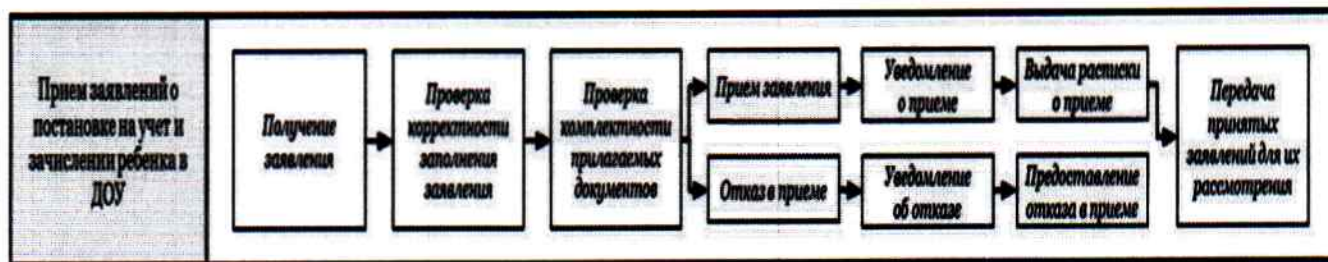 Прием заявлений о
постановке на учет и
зачислении ребенка в
ДОУ
Получение
заявления
Проверка
корректности
заполнения
заявления
Проверка
комплектности
прилагаемых
документов
Прием заявления
Уведомление
о приеме
Выдача расписки
о приеме
Отказ в приеме
Уведомление
об отказе
Предоставление
отказа в приеме
Передача
принятых
заявлений для их
рассмотрения